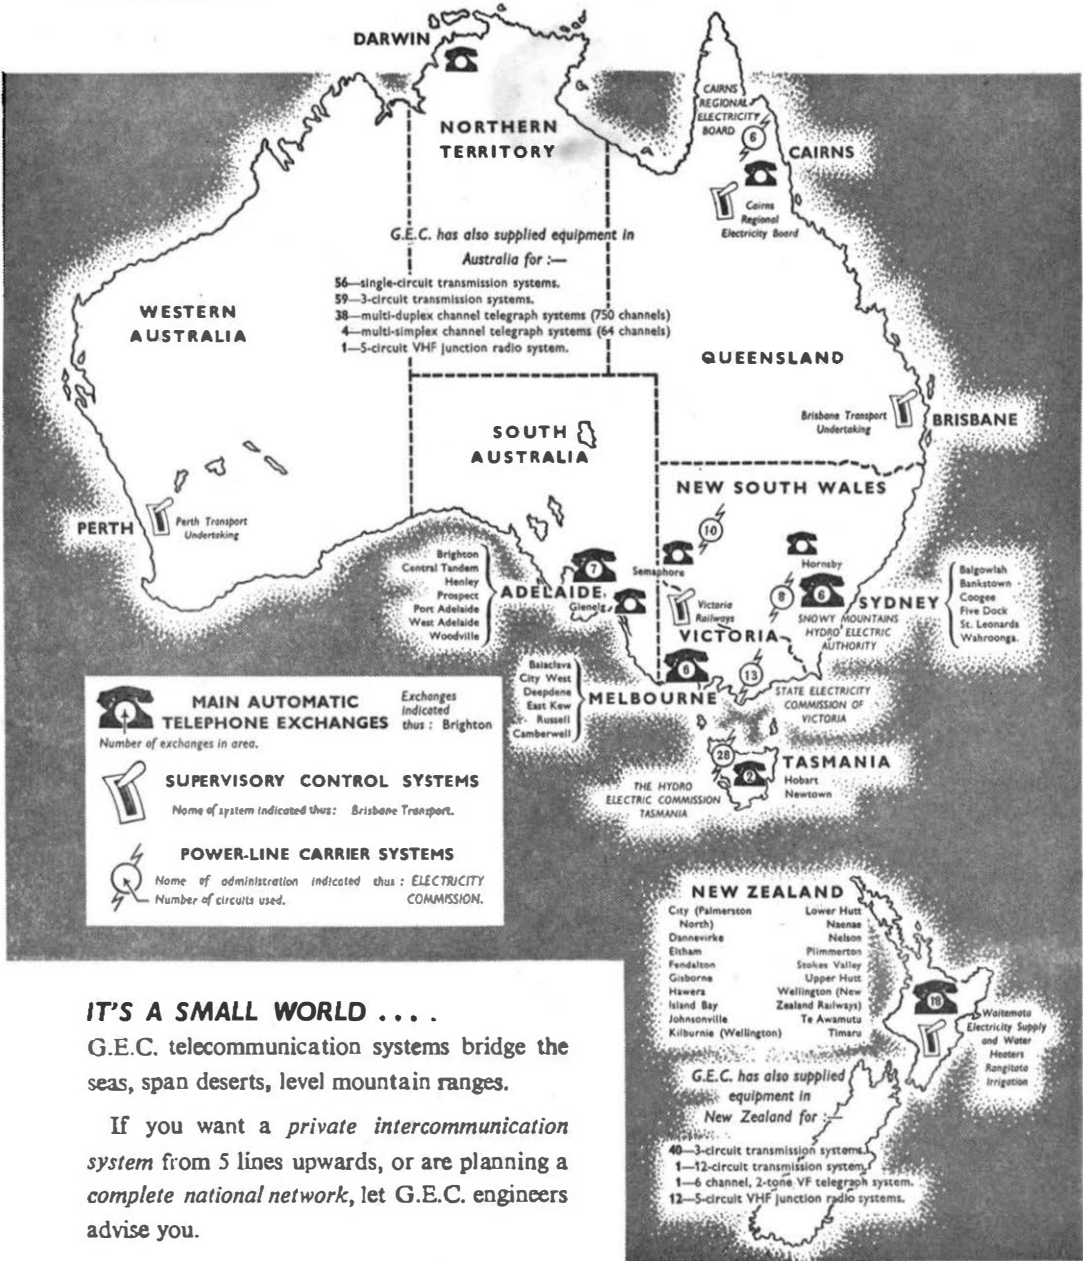 DARWIN
NORTHERN
TERRITORY
CAIRNS
REGIONAL
ELECTRICITY
BOARD
6
CAIRNS
Cairns
Regional
Electricity Board
G.E.C. has also supplied equipment in
Australia for :—
56—single-circuit transmission systems.
59—3-circuit transmission systems.
38—multi-duplex channel telegraph systems (750 channels)
4—multi-simplex channel telegraph systems (64 channels)
1—5-circuit VHF junction radio system.
WESTERN
AUSTRALIA
QUEENSLAND
Brisbane Transport
Undertaking
BRISBANE
SOUTH
AUSTRALIA
NEW SOUTH WALES
PERTH
Perth Transport
Undertaking
10
Semaphore
Hornsby
Brighton
Central Tandem
Henley
Prospect
Port Adelaide
West Adelaide
Woodville
ADELAIDE
7
Glenelg
Victoria
Railways
8
6
SYDNEY
Balgowlah
Bankstown
Coogee
Five Dock
St. Leonards
Wahroonga.
SNOWY MOUNTAINS
HYDRO ELECTRIC
AUTHORITY
VICTORIA
6
13
Balaclava
City West
Deepdene
East Kew
Russell
Camberwell
MELBOURNE
STATE ELECTRICITY
COMMISSION OF
VICTORIA
28
2
TASMANIA
Hobart
Newtown
THE HYDRO
ELECTRIC COMMISSION
TASMANIA
MAIN AUTOMATIC
TELEPHONE EXCHANGES
Exchanges
indicated
thus : Brighton
Number of exchanges in area.
SUPERVISORY CONTROL SYSTEMS
Name of system indicated thus: Brisbane Transport.
POWER-LINE CARRIER SYSTEMS
Name of administration indicated thus : ELECTRICITY
COMMISSION.
Number of circuits used.
NEW ZEALAND
City (Palmerston
North)
Dannevirke
Eltham
Fendalton
Gisborne
Hawera
Island Bay
Johnsonville
Kilburnie (Wellington)
Lower Hutt
Naenae
Nelson
Plimmerton
Stokes Valley
Upper Hutt
Wellington (New
Zealand Railways)
Te Awamutu
Timaru
18
Waitemata
Electricity Supply
and Water
Heaters
Rangitata
Irrigation
G.E.C. has also supplied
equipment in
New Zealand for :—
40—3-circuit transmission systems.
1—12-circuit transmission system.
1—6 channel, 2-tone VF telegraph system.
12—5-circuit VHF junction radio systems.
IT'S A SMALL WORLD . . . .
G.E.C. telecommunication systems bridge the
seas, span deserts, level mountain ranges.
If you want a private intercommunication
system from 5 lines upwards, or are planning a
complete national network, let G.E.C. engineers
advise you.